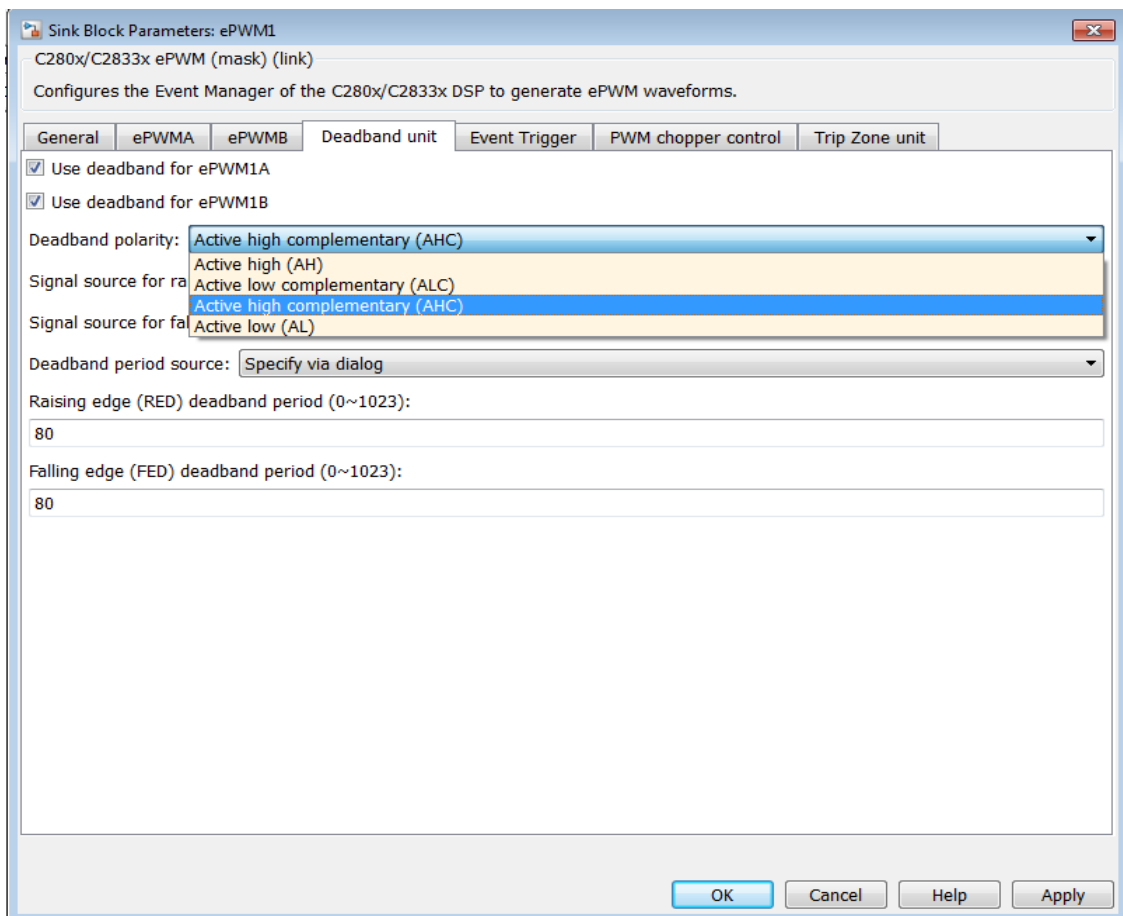 Sink Block Parameters: ePWM1
C280x/C2833x ePWM (mask) (link)
Configures the Event Manager of the C280x/C2833x DSP to generate ePWM waveforms.
General ePWMA ePWMB Deadband unit Event Trigger PWM chopper control Trip Zone unit
Use deadband for ePWM1A
Use deadband for ePWM1B
Deadband polarity: Active high complementary (AHC)
Active high (AH)
Signal source for ra
Active low complementary (ALC)
Active high complementary (AHC)
Signal source for fal
Active low (AL)
Deadband period source: Specify via dialog
Raising edge (RED) deadband period (0~1023):
80
Falling edge (FED) deadband period (0~1023):
80
OK Cancel Help Apply